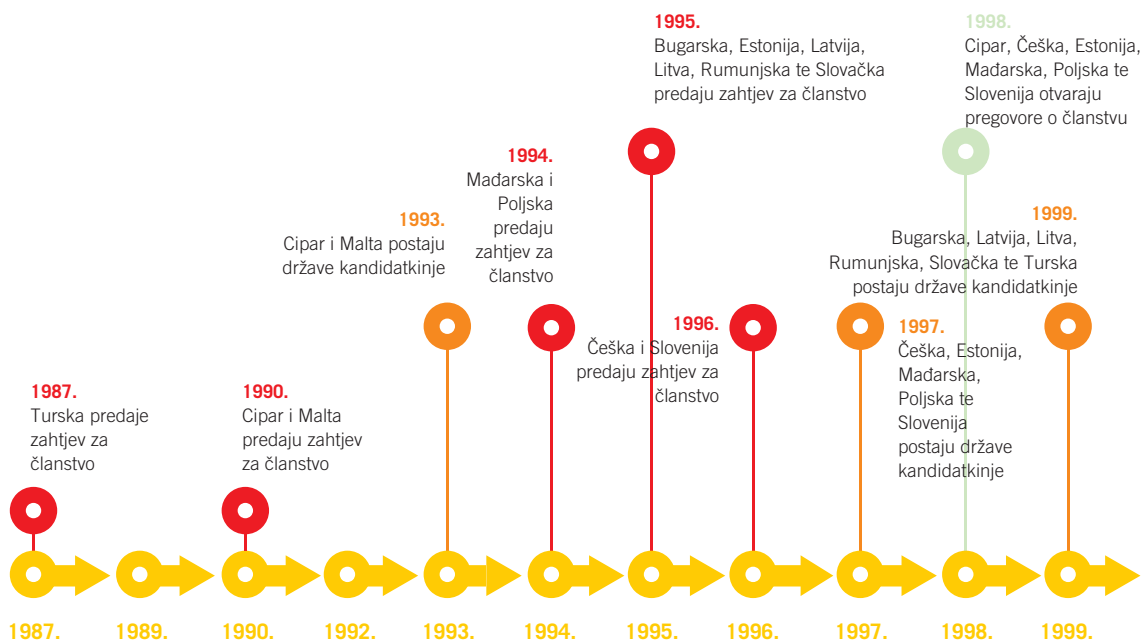 1987.
Turska predaje
zahtjev za
članstvo
1990.
Cipar i Malta
predaju zahtjev
za članstvo
1993.
Cipar i Malta postaju
države kandidatkinje
1994.
Mađarska i
Poljska
predaju
zahtjev za
članstvo
1995.
Bugarska, Estonija, Latvija,
Litva, Rumunjska te Slovačka
predaju zahtjev za članstvo
1996.
Češka i Slovenija
predaju zahtjev za
članstvo
1997.
Češka, Estonija,
Mađarska,
Poljska te
Slovenija
postaju države
kandidatkinje
1998.
Cipar, Češka, Estonija,
Mađarska, Poljska te
Slovenija otvaraju
pregovore o članstvu
1999.
Bugarska, Latvija, Litva,
Rumunjska, Slovačka te Turska
postaju države kandidatkinje
1987.
1989.
1990.
1992.
1993.
1994.
1995.
1996.
1997.
1998.
1999.